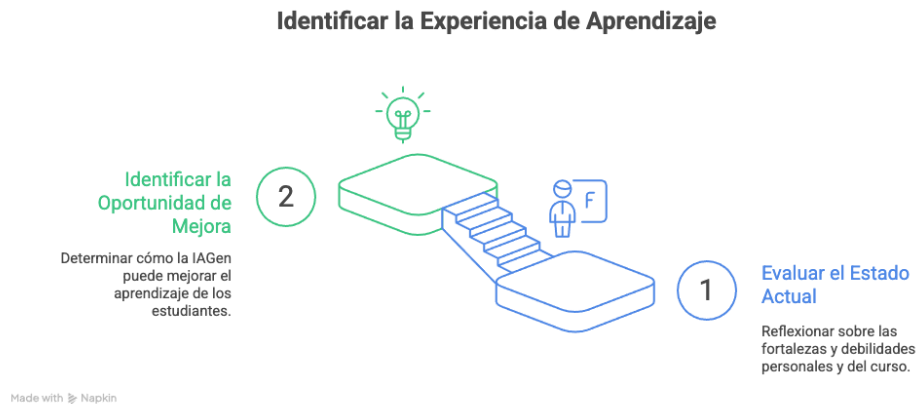 Identificar la Experiencia de Aprendizaje
Identificar la
Oportunidad de
Mejora
2
Determinar cómo la IAGen
puede mejorar el
aprendizaje de los
estudiantes.
F
1
Evaluar el Estado
Actual
Reflexionar sobre las
fortalezas y debilidades
personales y del curso.
Made with Napkin